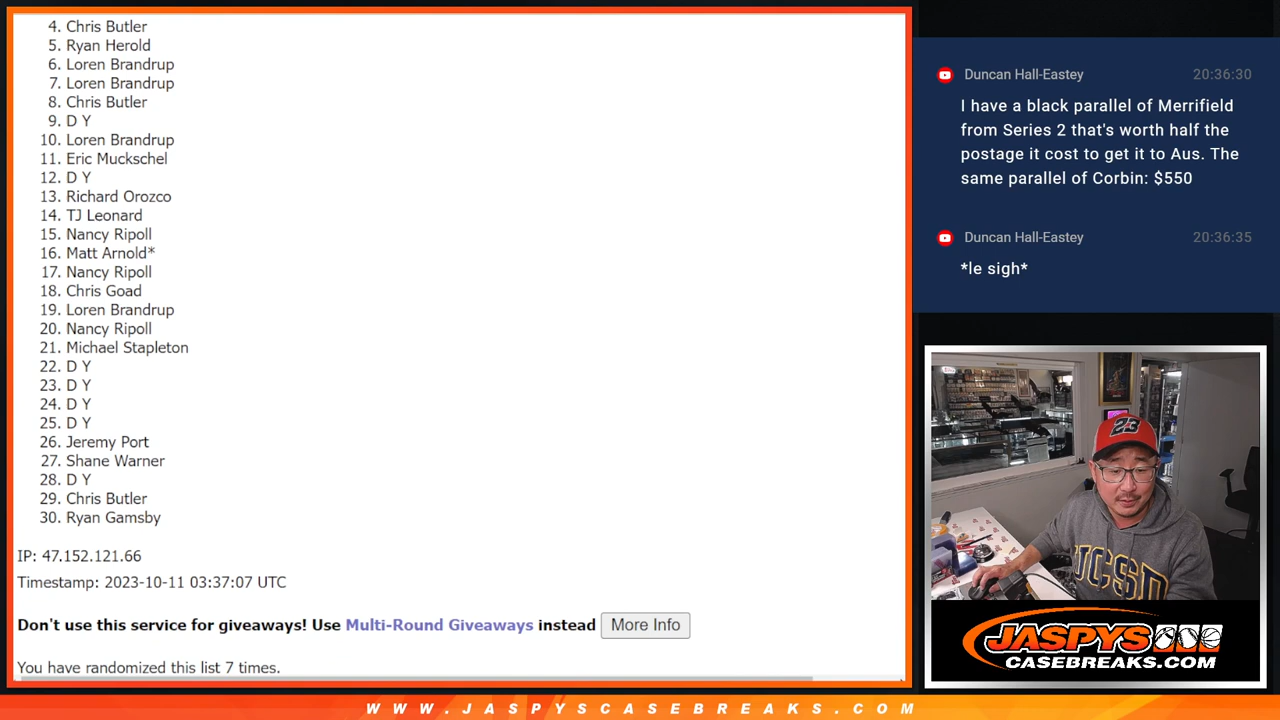 4. Chris Butler
5. Ryan Herold
6. Loren Brandrup
7. Loren Brandrup
8. Chris Butler
9. D Y
10. Loren Brandrup
11. Eric Muckschel
12. D Y
13. Richard Orozco
14. TJ Leonard
15. Nancy Ripoll
16. Matt Arnold*
17. Nancy Ripoll
18. Chris Goad
19. Loren Brandrup
20. Nancy Ripoll
21. Michael Stapleton
22. D Y
23. D Y
24. D Y
25. D Y
26. Jeremy Port
27. Shane Warner
28. D Y
29. Chris Butler
30. Ryan Gamsby
IP: 47.152.121.66
Timestamp: 2023-10-11 03:37:07 UTC
Don't use this service for giveaways! Use Multi-Round Giveaways instead More Info
You have randomized this list 7 times.
Duncan Hall-Eastey 20:36:30
I have a black parallel of Merrifield
from Series 2 that's worth half the
postage it cost to get it to Aus. The
same parallel of Corbin: $550
Duncan Hall-Eastey 20:36:35
*le sigh*
23
UCSD
JASPYS
CASEBREAKS.COM
WWW.JASPYSCASEBREAKS.COM